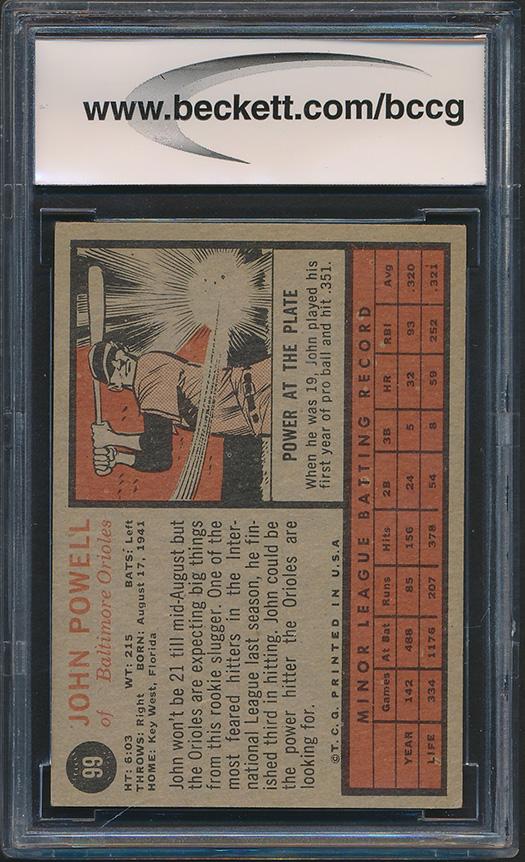 www.beckett.com/bccg
99
JOHN POWELL
of Baltimore Orioles
HT: 6:03 WT: 215 BATS: Left
THROWS: Right BORN: August 17, 1941
HOME: Key West, Florida
John won't be 21 till mid-August but
the Orioles are expecting big things
from this rookie slugger. One of the
most feared hitters in the Inter-
national League last season, he fin-
ished third in hitting. John could be
the power hitter the Orioles are
looking for.
©T.C.G. PRINTED IN U.S.A.
POWER AT THE PLATE
When he was 19, John played his
first year of pro ball and hit .351.
MINOR LEAGUE BATTING RECORD
Games At Bat Runs Hits 2B 3B HR RBI Avg
YEAR 142 488 85 156 24 5 32 93 .320
LIFE 334 1176 207 378 54 8 59 252 .321